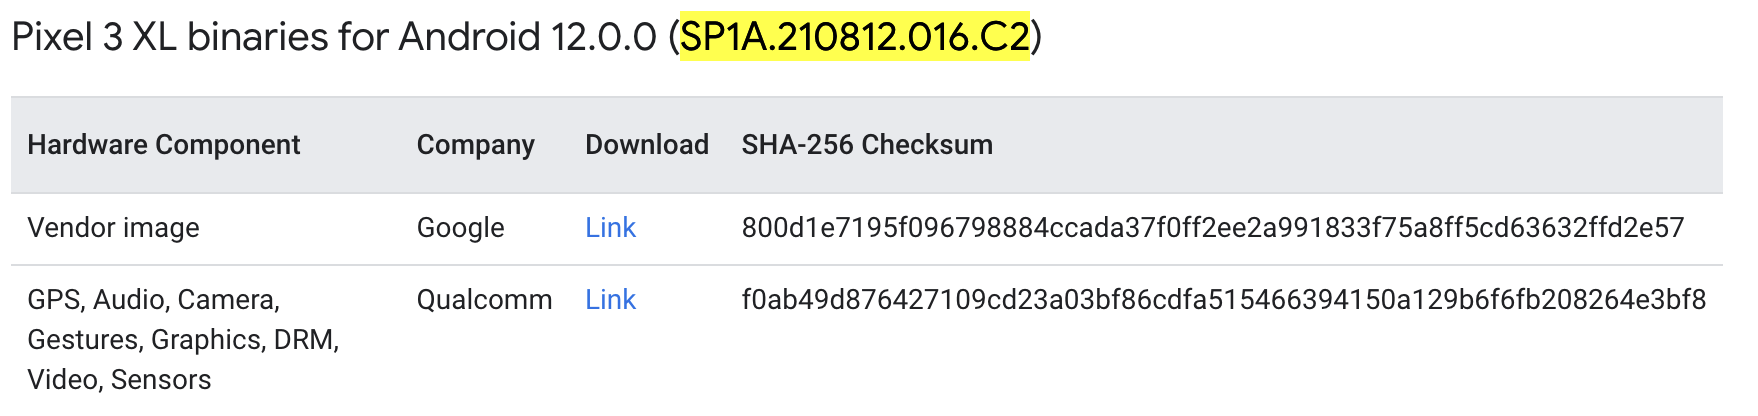 Pixel 3 XL binaries for Android 12.0.0 (SP1A.210812.016.C2)
Hardware Component Company Download SHA-256 Checksum
Vendor image Google Link 800d1e7195f096798884ccada37f0ff2ee2a991833f75a8ff5cd63632ffd2e57
GPS, Audio, Camera, Qualcomm Link f0ab49d876427109cd23a03bf86cdfa515466394150a129b6f6fb208264e3bf8
Gestures, Graphics, DRM,
Video, Sensors